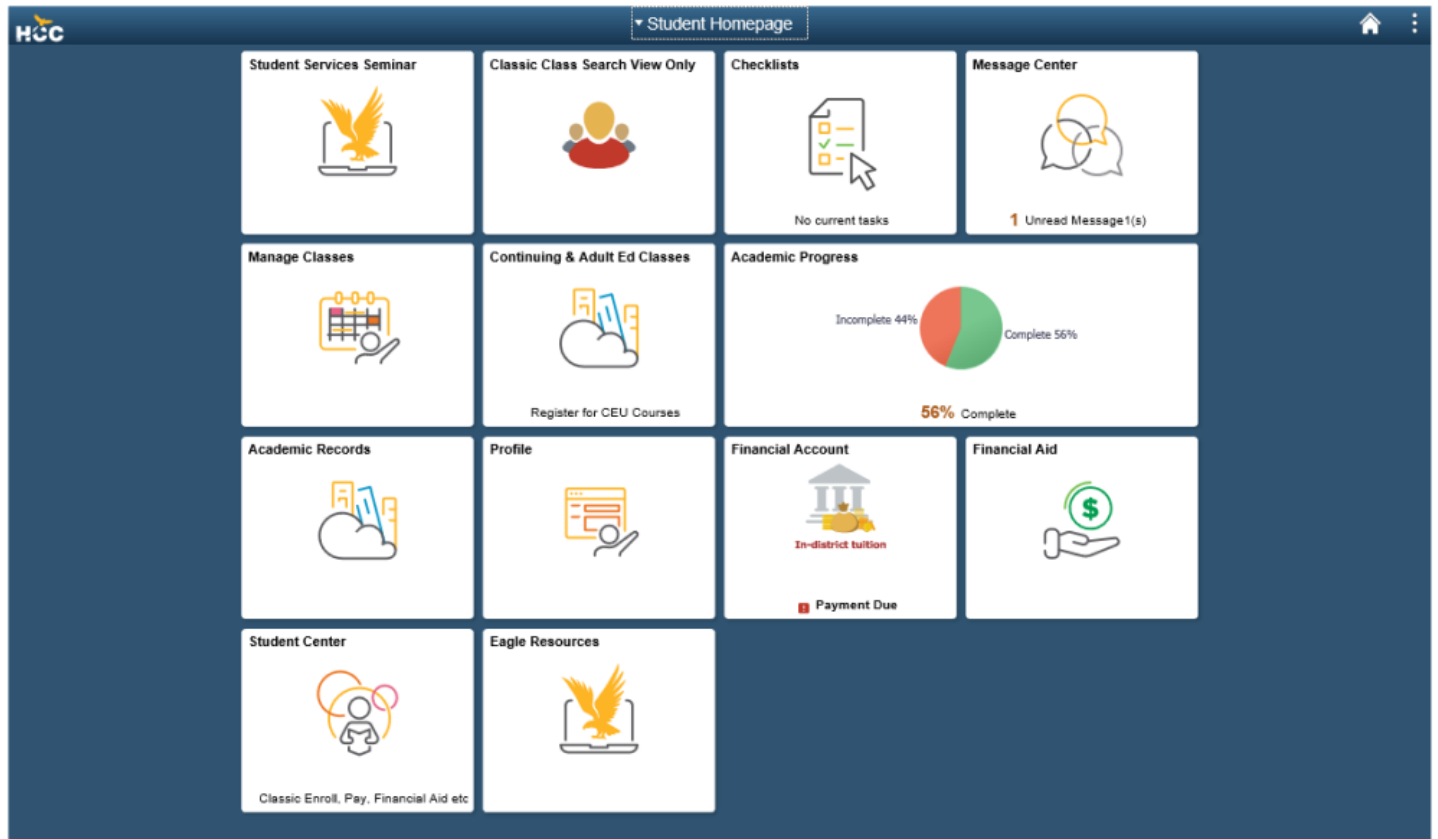 HCC
Student Homepage
Student Services Seminar
Classic Class Search View Only
Checklists
No current tasks
Message Center
1 Unread Message1(s)
Manage Classes
Continuing & Adult Ed Classes
Register for CEU Courses
Academic Progress
Incomplete 44%
Complete 56%
56% Complete
Academic Records
Profile
Financial Account
In-district tuition
Payment Due
Financial Aid
$
Student Center
Classic Enroll, Pay, Financial Aid etc
Eagle Resources